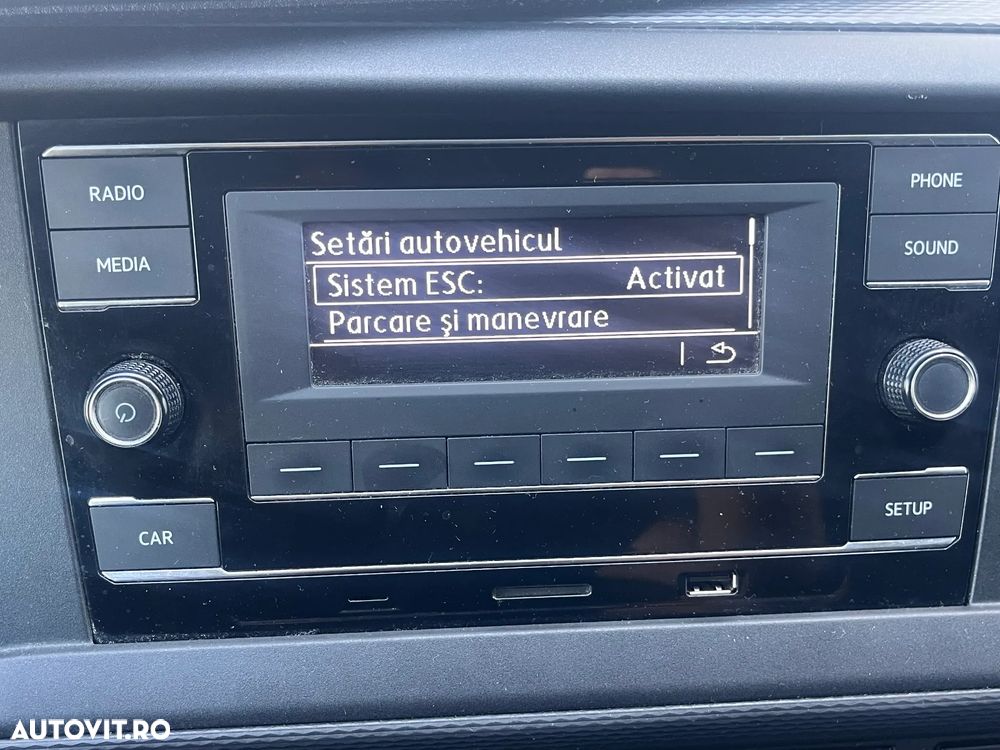 RADIO
MEDIA
PHONE
SOUND
Setări autovehicul
Sistem ESC: Activat
Parcare şi manevrare
CAR
SETUP
AUTOVIT.RO